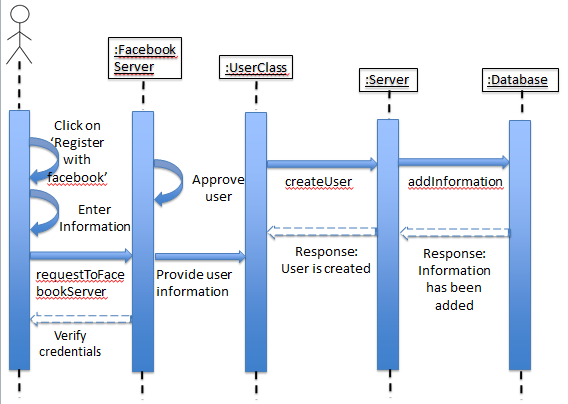 :Facebook
Server
:UserClass
:Server
:Database
Click on
‘Register
with
facebook’
Enter
Information
requestToFace
bookServer
Verify
credentials
Approve
user
Provide user
information
createUser
Response:
User is created
addInformation
Response:
Information
has been
added